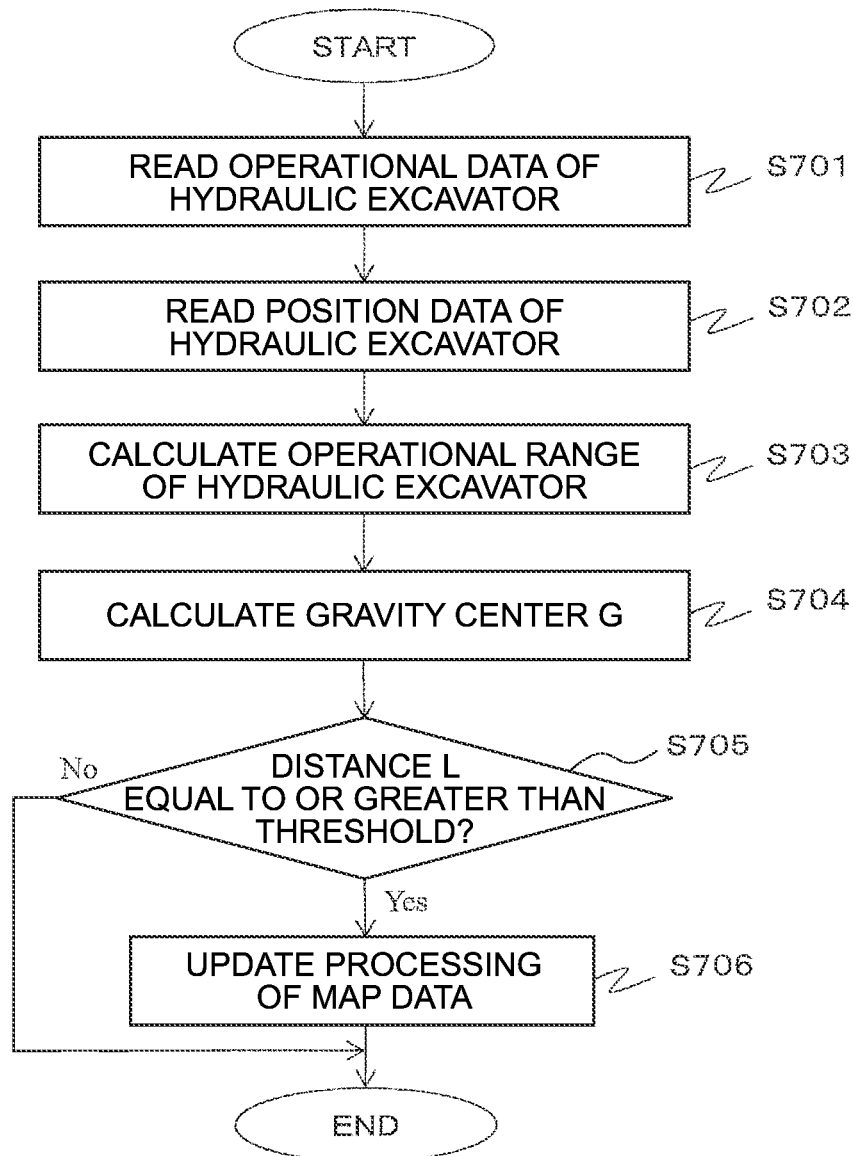 START
READ OPERATIONAL DATA OF
HYDRAULIC EXCAVATOR
S701
READ POSITION DATA OF
HYDRAULIC EXCAVATOR
S702
CALCULATE OPERATIONAL RANGE
OF HYDRAULIC EXCAVATOR
S703
CALCULATE GRAVITY CENTER G
S704
DISTANCE L
EQUAL TO OR GREATER THAN
THRESHOLD?
S705
No
Yes
UPDATE PROCESSING
OF MAP DATA
S706
END